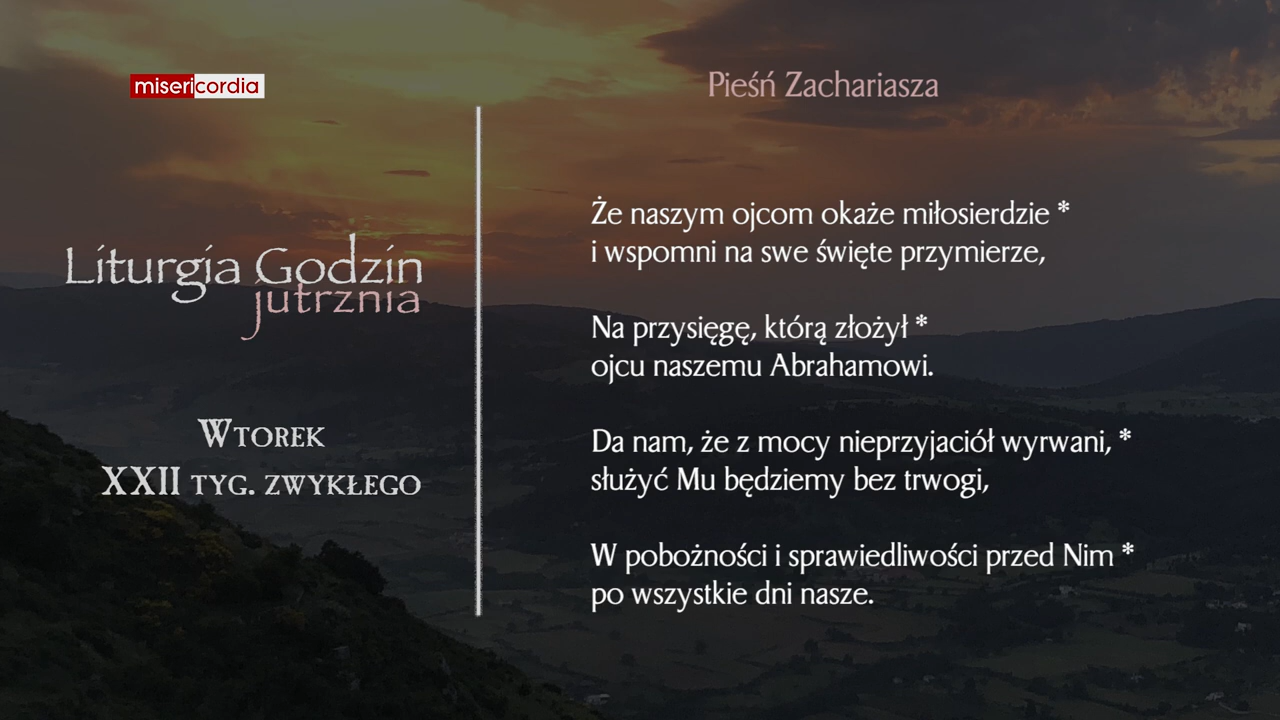 misericordia
Liturgia Godzin
jutrznia
Wtorek
XXII tyg. zwykłego
Pieśń Zachariasza
Że naszym ojcom okaże miłosierdzie *
i wspomni na swe święte przymierze,
Na przysięgę, którą złożył *
ojcu naszemu Abrahamowi.
Da nam, że z mocy nieprzyjaciół wyrwani, *
służyć Mu będziemy bez trwogi,
W pobożności i sprawiedliwości przed Nim *
po wszystkie dni nasze.